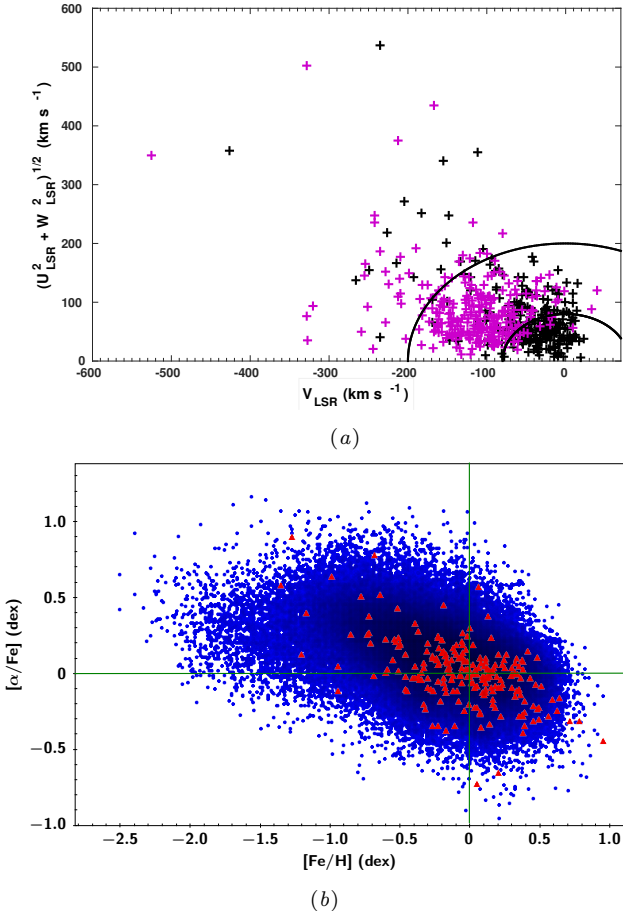 600
500
400
300
200
100
0
(U²LSR + W²LSR)^1/2 (km s⁻¹)
-600 -500 -400 -300 -200 -100 0
VLSR (km s⁻¹)
(a)
1.0
0.5
0
−0.5
−1.0
[α/Fe] (dex)
−2.5 −2.0 −1.5 −1.0 −0.5 0 0.5 1.0
[Fe/H] (dex)
(b)